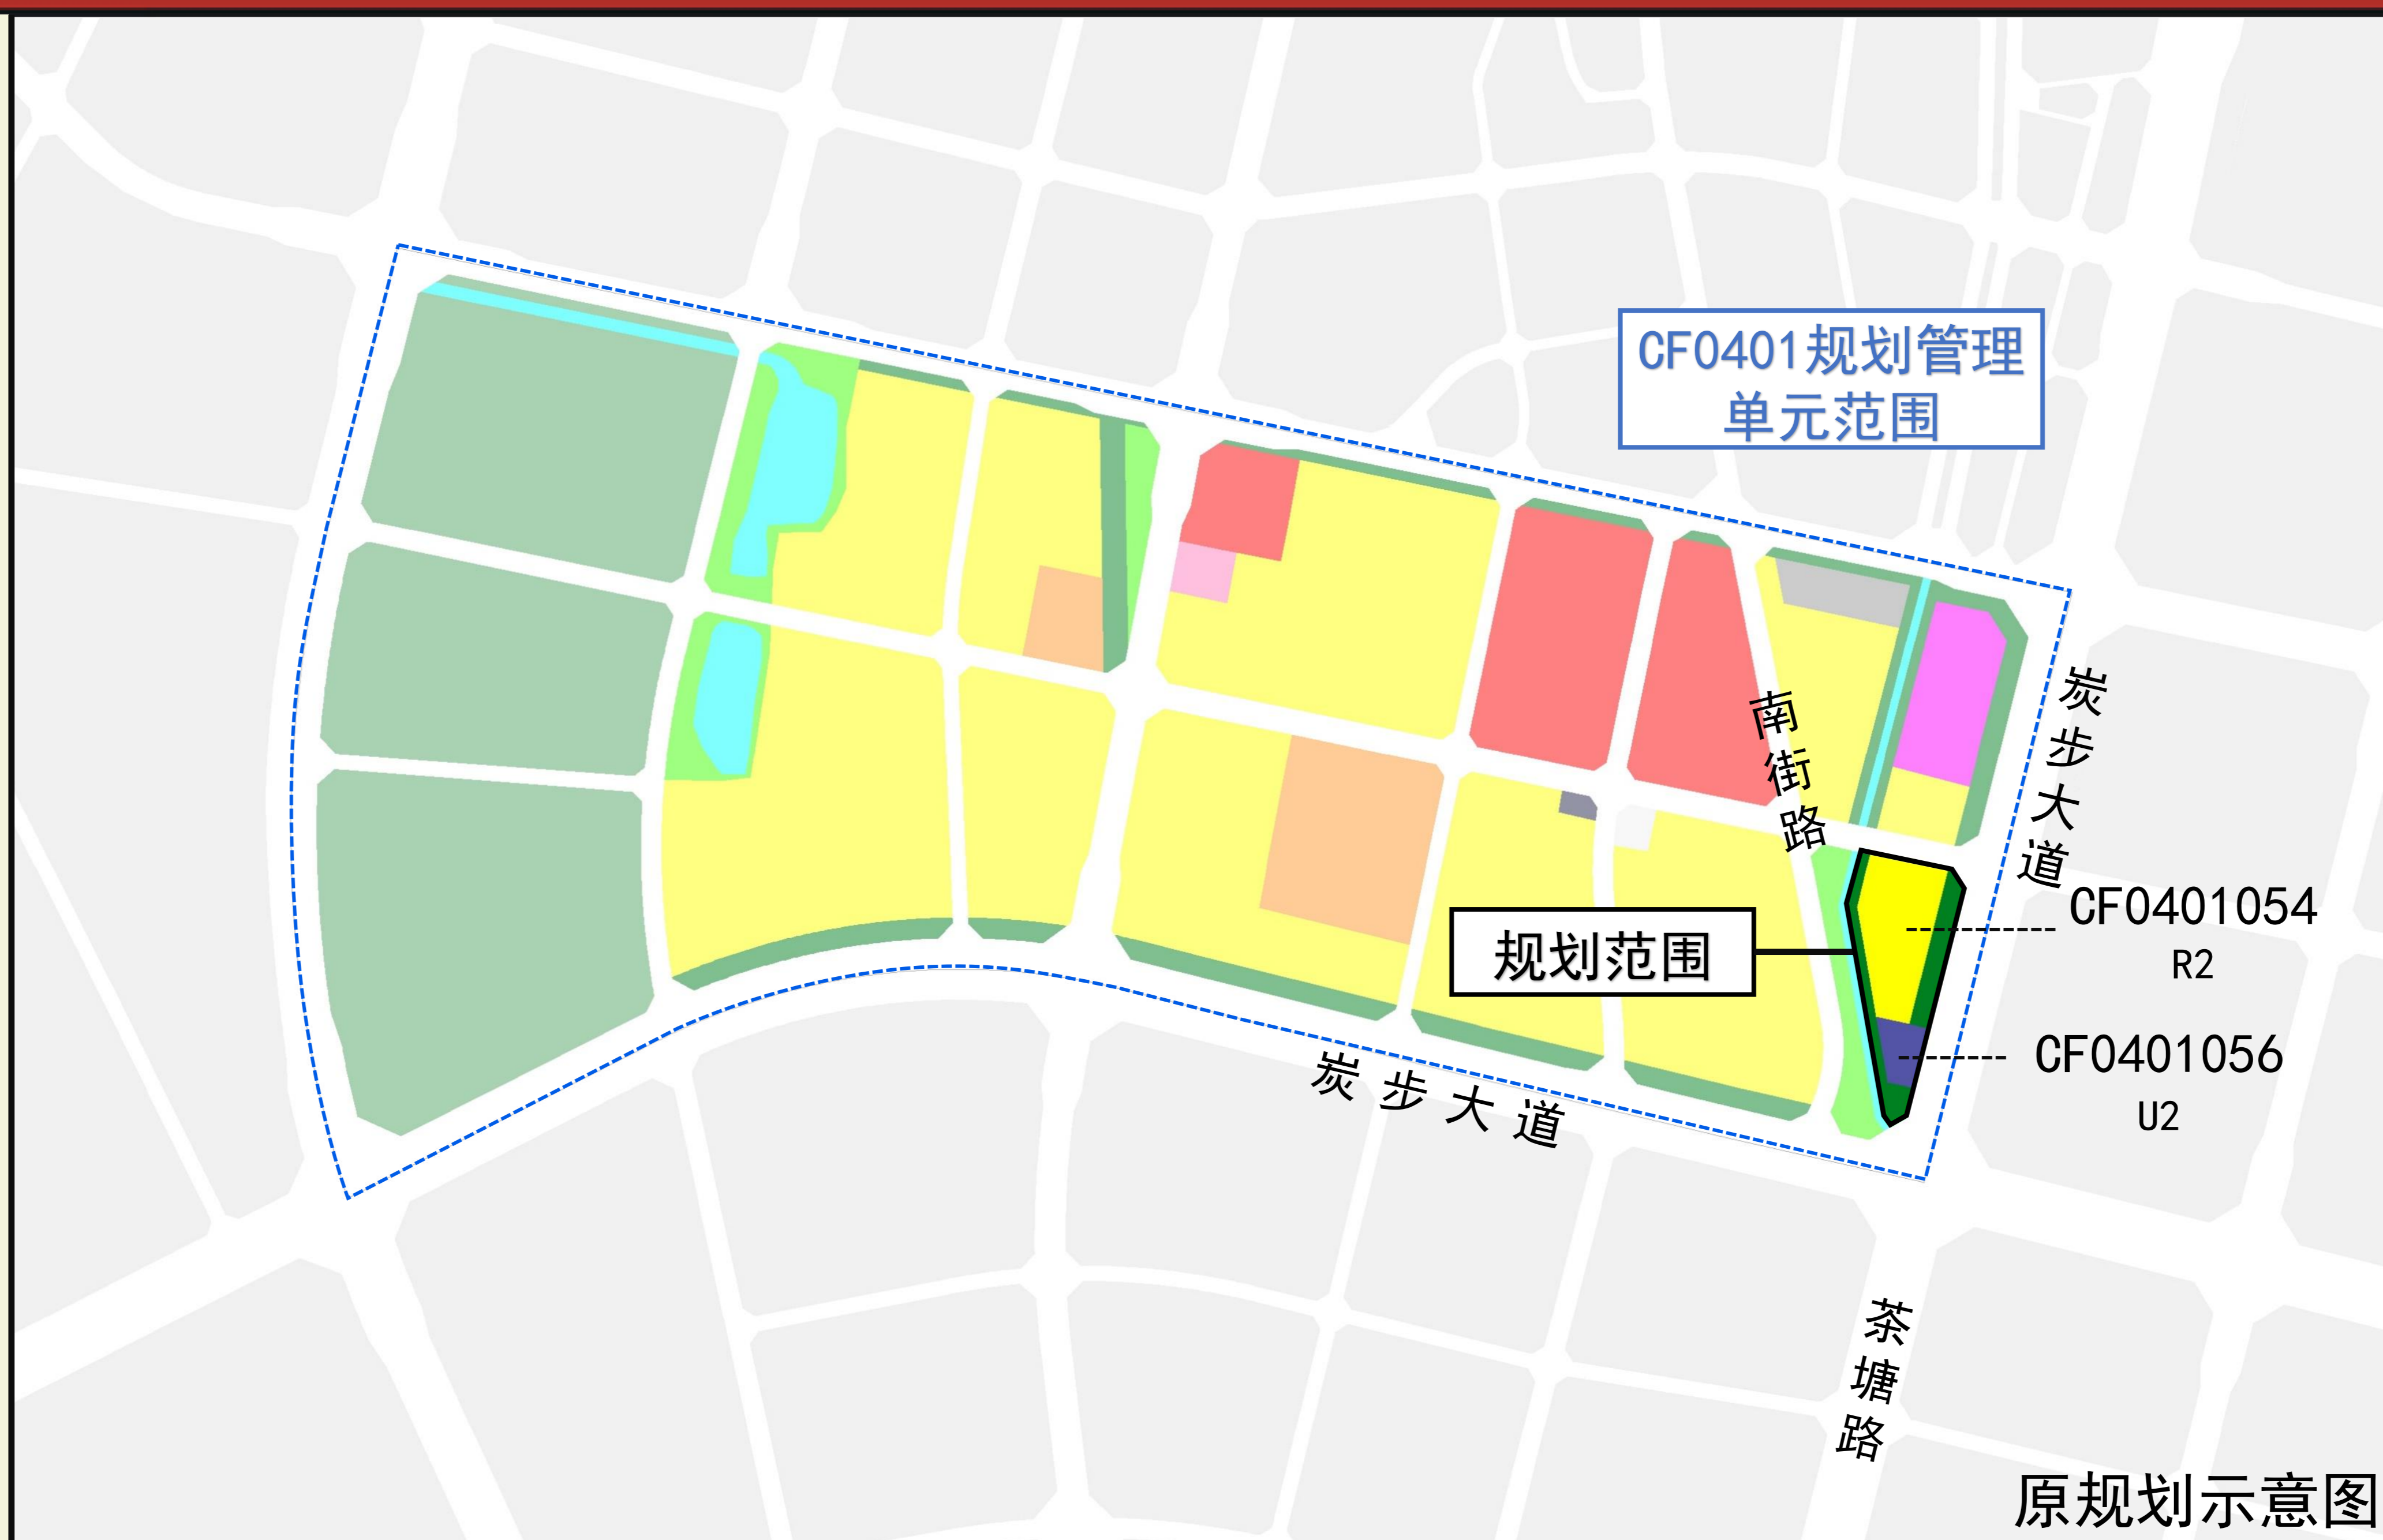 CF0401规划管理
单元范围
南街路
炭步大道
CF0401054
R2
规划范围
CF0401056
U2
炭步大道
茶塘路
原规划示意图